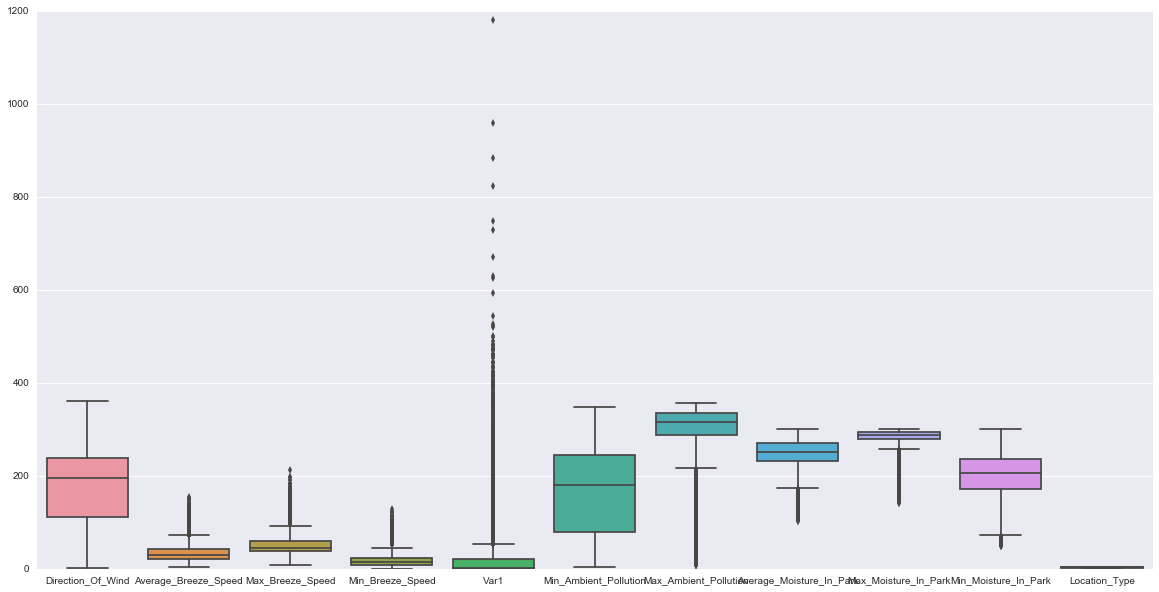 1200
1000
800
600
400
200
0
Direction_Of_Wind
Average_Breeze_Speed
Max_Breeze_Speed
Min_Breeze_Speed
Var1
Min_Ambient_Pollution
Max_Ambient_Pollution
Average_Moisture_In_Park
Max_Moisture_In_Park
Min_Moisture_In_Park
Location_Type